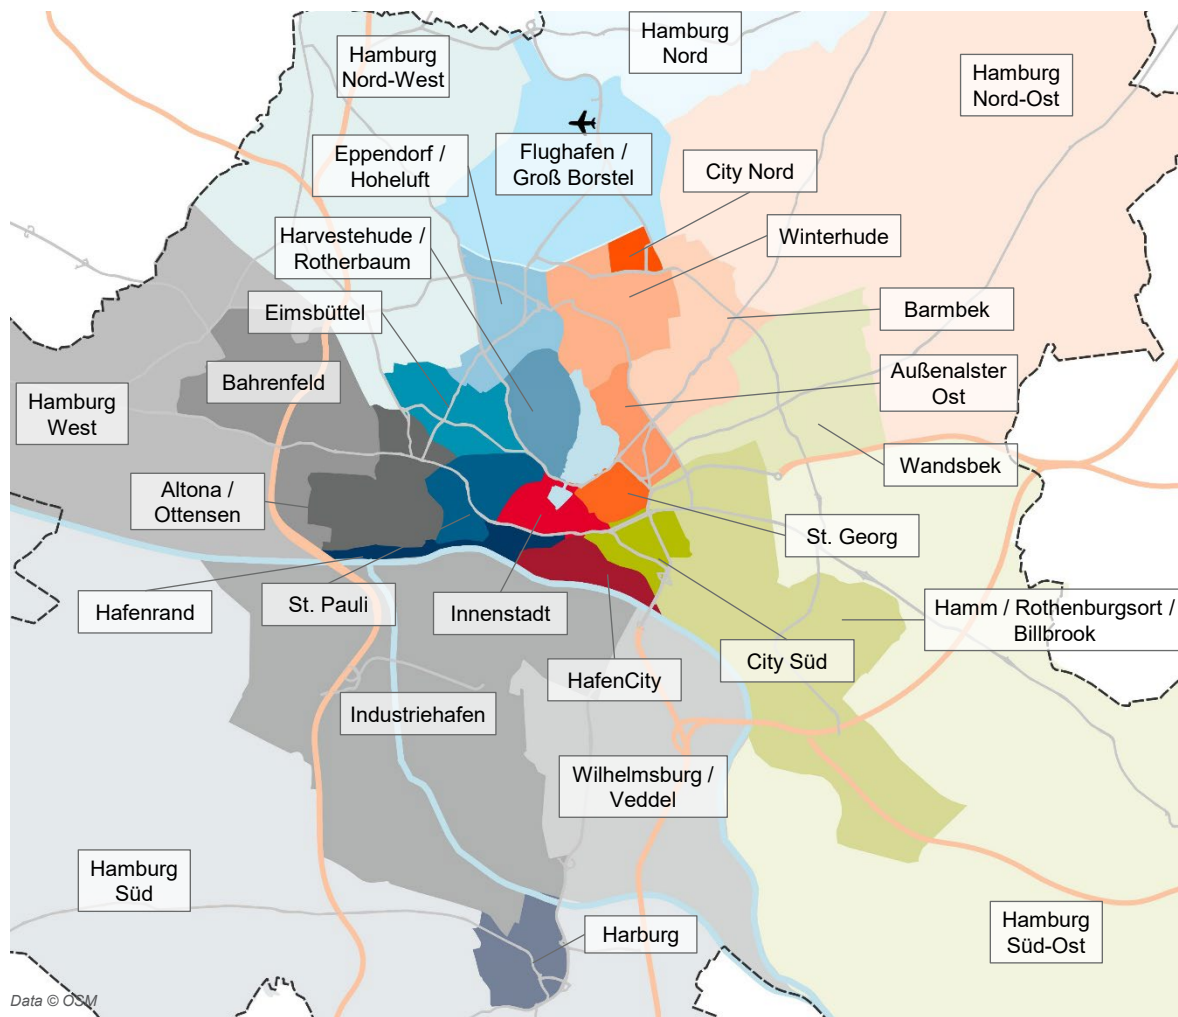 Hamburg
Nord
Hamburg
Nord-West
Hamburg
Nord-Ost
Eppendorf /
Hoheluft
Flughafen /
Groß Borstel
City Nord
Harvestehude /
Rotherbaum
Winterhude
Eimsbüttel
Barmbek
Bahrenfeld
Außenalster
Ost
Hamburg
West
Wandsbek
Altona /
Ottensen
St. Georg
Hafenrand
St. Pauli
Innenstadt
Hamm / Rothenburgsort /
Billbrook
City Süd
HafenCity
Industriehafen
Wilhelmsburg /
Veddel
Hamburg
Süd
Harburg
Hamburg
Süd-Ost
Data © OSM